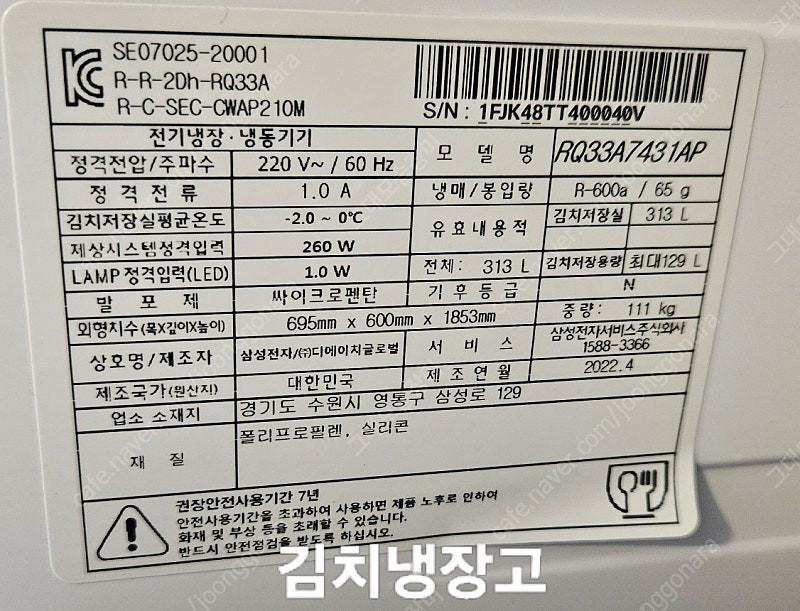 SE07025-20001
R-R-2Dh-RQ33A
R-C-SEC-CWAP210M
S/N : 1FJK48TT400040V
전기냉장·냉동기기
모 델 명 RQ33A7431AP
정격전압/주파수 220 V~ / 60 Hz
정 격 전 류 1.0 A
냉매/봉입량 R-600a / 65 g
김치저장실평균온도 -2.0 ~ 0℃
유효내용적 김치저장실 313 L
제상시스템정격입력 260 W
전체: 313 L 김치저장용량 최대129 L
LAMP 정격입력(LED) 1.0 W
발 포 제 싸이크로펜탄
기후등급 N
외형치수(폭X깊이X높이) 695mm x 600mm x 1853mm
중량: 111 kg
상호명/제조자 삼성전자/㈜디에이치글로벌
서 비 스 삼성전자서비스주식회사
1588-3366
제조국가(원산지) 대한민국
제 조 연 월 2022.4
업소 소재지 경기도 수원시 영통구 삼성로 129
재 질 폴리프로필렌, 실리콘
권장안전사용기간 7년
안전사용기간을 초과하여 사용하면 제품 노후로 인하여
화재 및 부상 등을 초래할 수 있습니다.
반드시 안전점검을 받도록 하십시오.
김치냉장고
cafe.naver.com/joonggonara